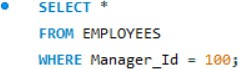 SELECT *
FROM EMPLOYEES
WHERE Manager_Id = 100;